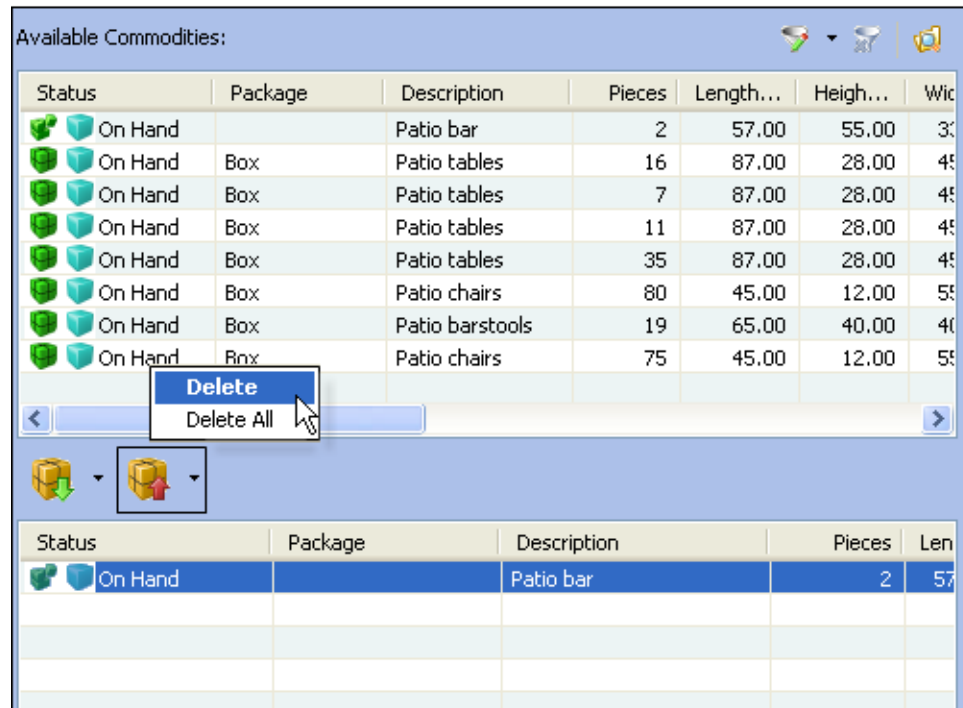 Available Commodities:
Status Package Description Pieces Length... Heigh... Wid
On Hand Patio bar 2 57.00 55.00
On Hand Box Patio tables 16 87.00 28.00
On Hand Box Patio tables 7 87.00 28.00
On Hand Box Patio tables 11 87.00 28.00
On Hand Box Patio tables 35 87.00 28.00
On Hand Box Patio chairs 80 45.00 12.00
On Hand Box Patio barstools 19 65.00 40.00
On Hand Box Patio chairs 75 45.00 12.00
Delete
Delete All
Status Package Description Pieces Len
On Hand Patio bar 2 57